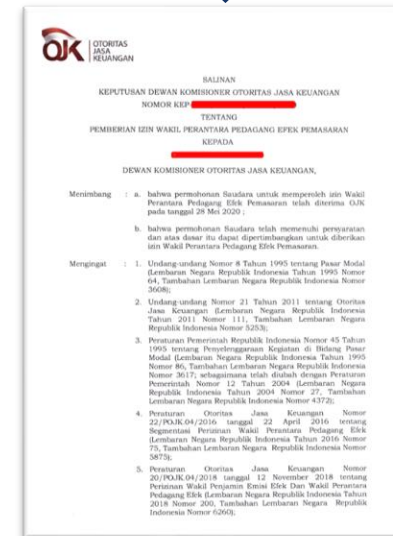 OJK OTORITAS
JASA
KEUANGAN
SALINAN
KEPUTUSAN DEWAN KOMISIONER OTORITAS JASA KEUANGAN
NOMOR KEP-
TENTANG
PEMBERIAN IZIN WAKIL PERANTARA PEDAGANG EFEK PEMASARAN
KEPADA
DEWAN KOMISIONER OTORITAS JASA KEUANGAN,
Menimbang : a. bahwa permohonan Saudara untuk memperoleh izin Wakil
Perantara Pedagang Efek Pemasaran telah diterima OJK
pada tanggal 28 Mei 2020 ;
b. bahwa permohonan Saudara telah memenuhi persyaratan
dan atas dasar itu dapat dipertimbangkan untuk diberikan
izin Wakil Perantara Pedagang Efek Pemasaran.
Mengingat : 1. Undang-undang Nomor 8 Tahun 1995 tentang Pasar Modal
(Lembaran Negara Republik Indonesia Tahun 1995 Nomor
64, Tambahan Lembaran Negara Republik Indonesia Nomor
3608);
2. Undang-undang Nomor 21 Tahun 2011 tentang Otoritas
Jasa Keuangan (Lembaran Negara Republik Indonesia
Tahun 2011 Nomor 111, Tambahan Lembaran Negara
Republik Indonesia Nomor 5253);
3. Peraturan Pemerintah Republik Indonesia Nomor 45 Tahun
1995 tentang Penyelenggaraan Kegiatan di Bidang Pasar
Modal (Lembaran Negara Republik Indonesia Tahun 1995
Nomor 86, Tambahan Lembaran Negara Republik Indonesia
Nomor 3617; sebagaimana telah diubah dengan Peraturan
Pemerintah Nomor 12 Tahun 2004 (Lembaran Negara
Republik Indonesia Tahun 2004 Nomor 27, Tambahan
Lembaran Negara Republik Indonesia Nomor 4372);
4. Peraturan Otoritas Jasa Keuangan Nomor
22/POJK.04/2016 tanggal 22 April 2016 tentang
Segmentasi Perizinan Wakil Perantara Pedagang Efek
(Lembaran Negara Republik Indonesia Tahun 2016 Nomor
75, Tambahan Lembaran Negara Republik Indonesia Nomor
5875);
5. Peraturan Otoritas Jasa Keuangan Nomor
20/POJK.04/2018 tanggal 12 November 2018 tentang
Perizinan Wakil Penjamin Emisi Efek Dan Wakil Perantara
Pedagang Efek (Lembaran Negara Republik Indonesia Tahun
2018 Nomor 200, Tambahan Lembaran Negara Republik
Indonesia Nomor 6260);